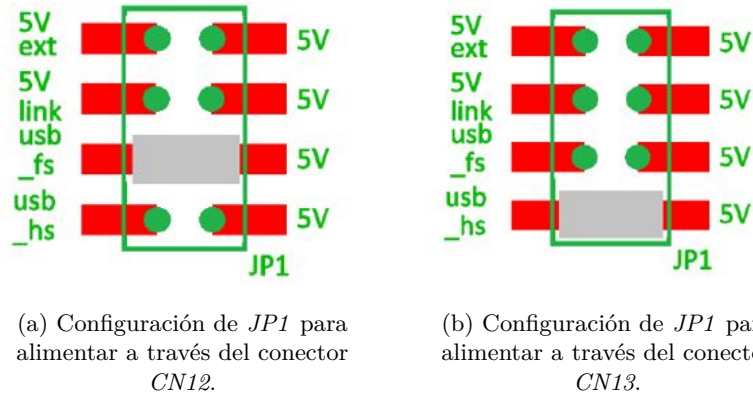 5V
ext
5V
5V
link
5V
usb
_fs
5V
usb
_hs
5V
JP1
(a) Configuración de JP1 para
alimentar a través del conector
CN12.
5V
ext
5V
5V
link
5V
usb
_fs
5V
usb
_hs
5V
JP1
(b) Configuración de JP1
alimentar a través del
CN13.